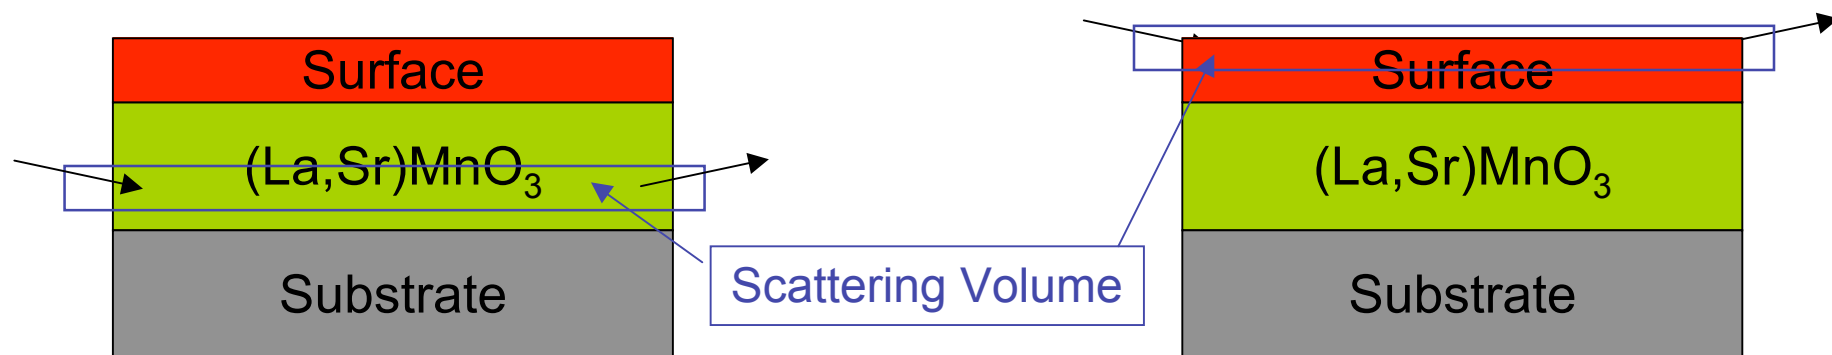 Surface
(La,Sr)MnO₃
Substrate
Scattering Volume
Surface
(La,Sr)MnO₃
Substrate